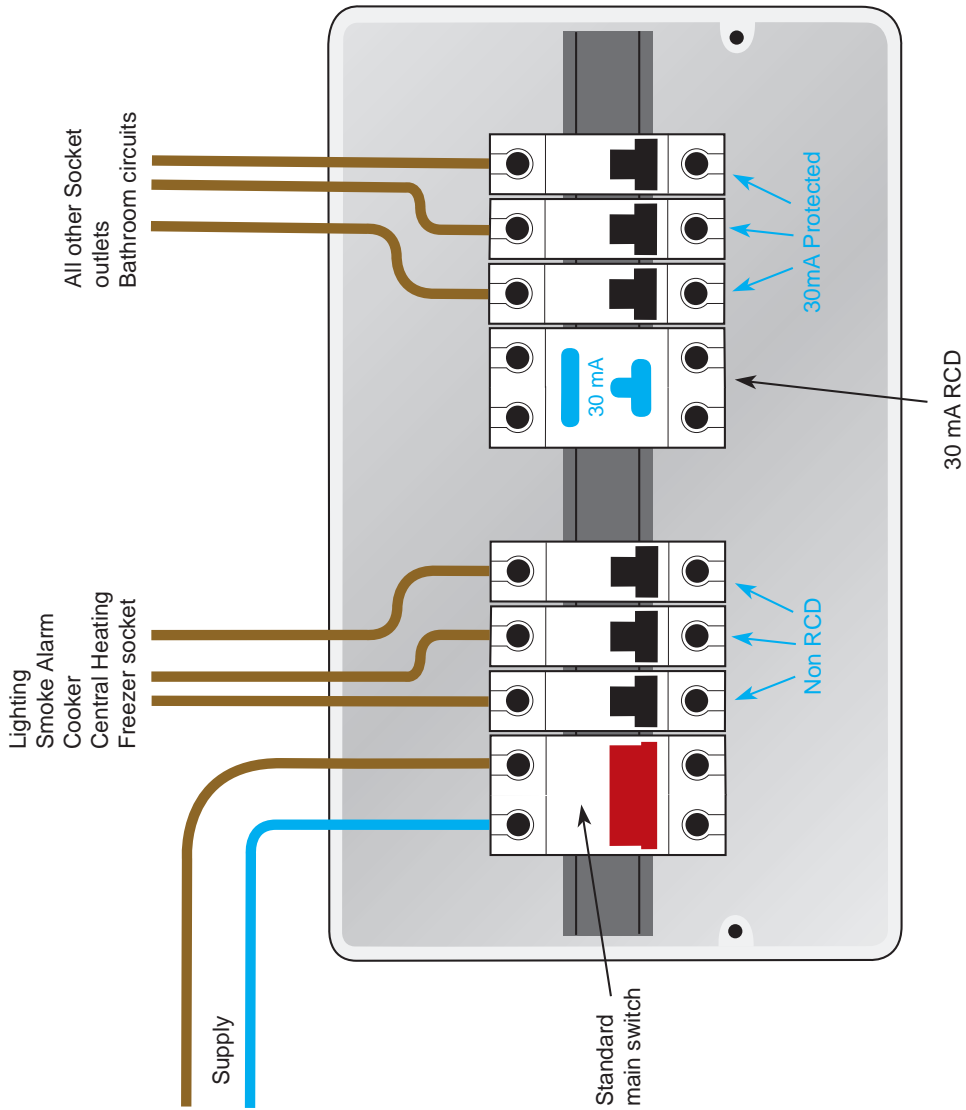 Lighting
Smoke Alarm
Cooker
Central Heating
Freezer socket
All other Socket
outlets
Bathroom circuits
Supply
30 mA
Non RCD
30mA Protected
Standard
main switch
30 mA RCD